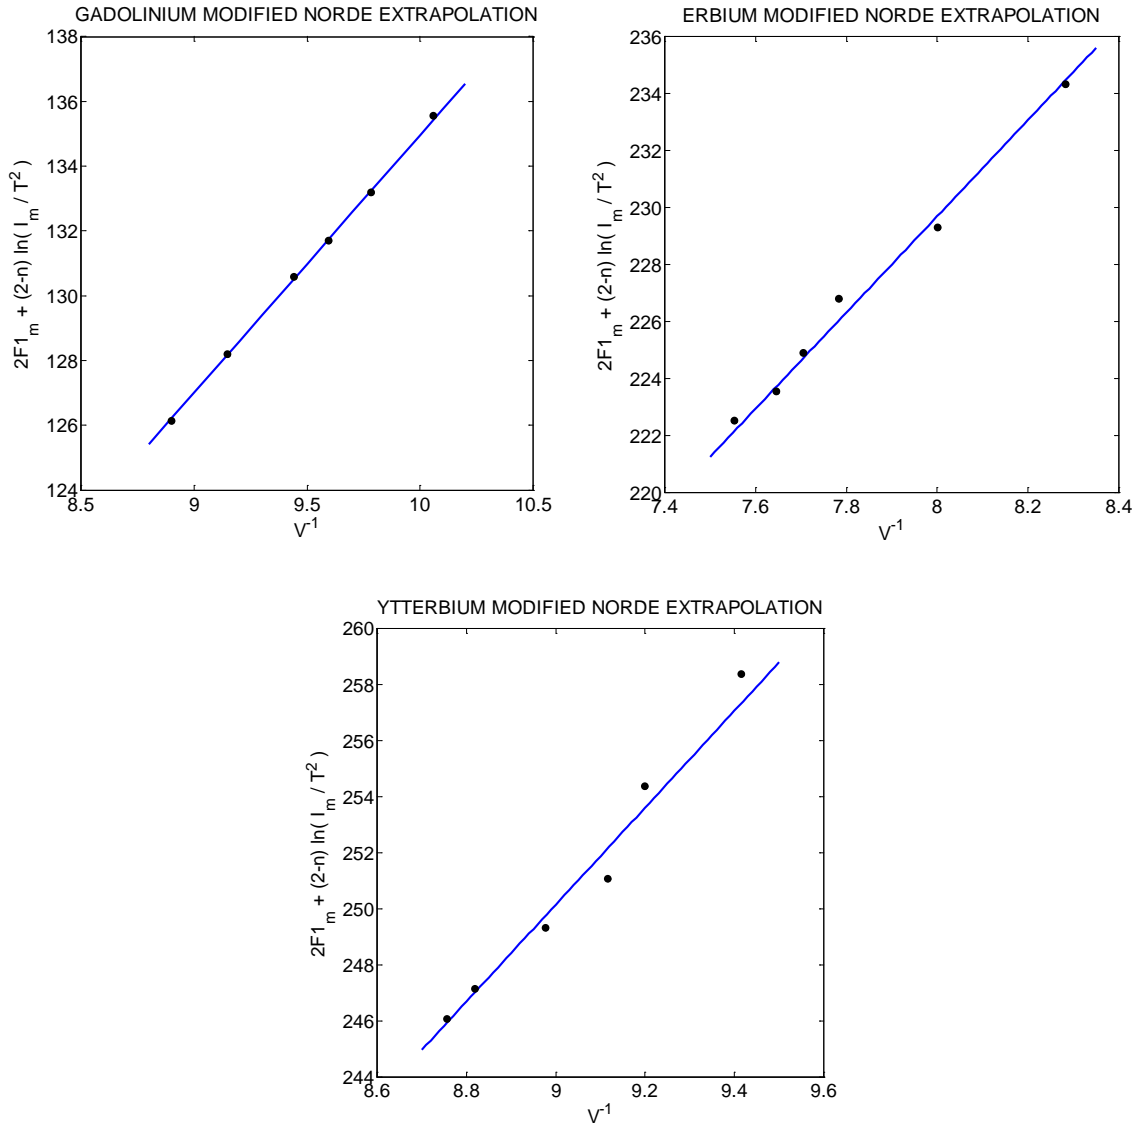 GADOLINIUM MODIFIED NORDE EXTRAPOLATION
138
136
134
132
130
128
126
124
2F1m + (2-n) ln( Im / T2 )
8.5 9 9.5 10 10.5
V-1
ERBIUM MODIFIED NORDE EXTRAPOLATION
236
234
232
230
228
226
224
222
220
2F1m + (2-n) ln( Im / T2 )
7.4 7.6 7.8 8 8.2 8.4
V-1
YTTERBIUM MODIFIED NORDE EXTRAPOLATION
260
258
256
254
252
250
248
246
244
2F1m + (2-n) ln( Im / T2 )
8.6 8.8 9 9.2 9.4 9.6
V-1